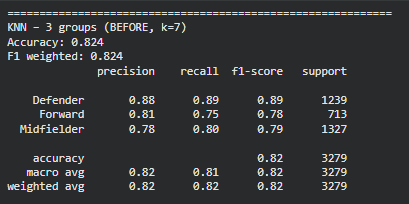 ============================================================
KNN – 3 groups (BEFORE, k=7)
Accuracy: 0.824
F1 weighted: 0.824
              precision    recall  f1-score   support

    Defender       0.88      0.89      0.89      1239
     Forward       0.81      0.75      0.78       713
  Midfielder       0.78      0.80      0.79      1327

    accuracy                           0.82      3279
   macro avg       0.82      0.81      0.82      3279
weighted avg       0.82      0.82      0.82      3279